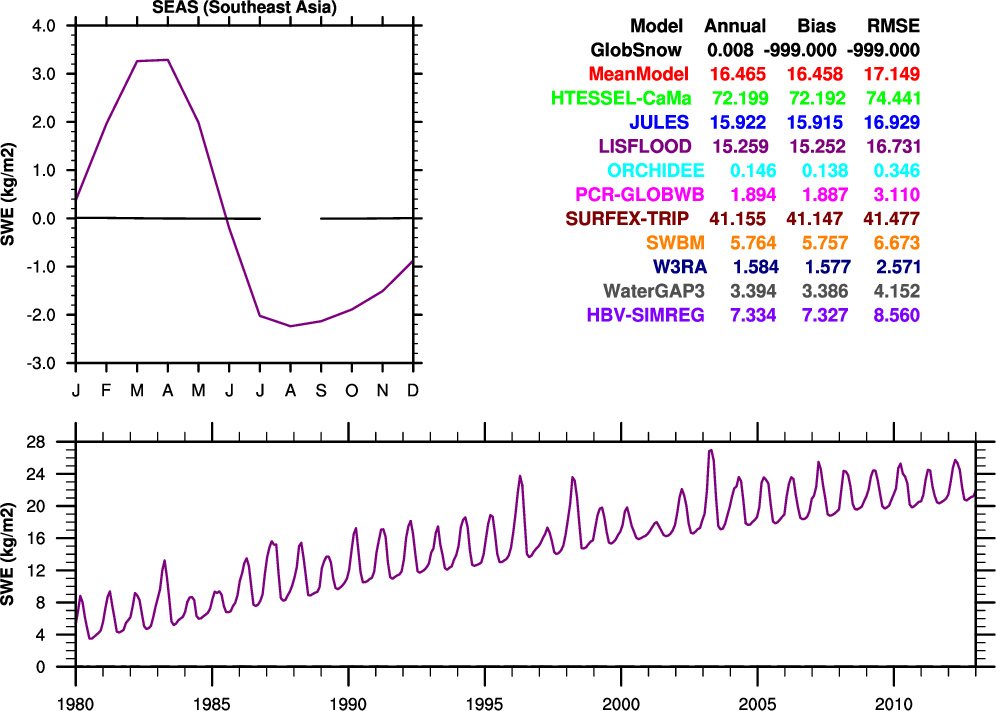 SEAS (Southeast Asia)
4.0
3.0
2.0
1.0
0.0
-1.0
-2.0
-3.0
SWE (kg/m2)
J F M A M J J A S O N D
Model Annual Bias RMSE
GlobSnow 0.008 -999.000 -999.000
MeanModel 16.465 16.458 17.149
HTESSEL-CaMa 72.199 72.192 74.441
JULES 15.922 15.915 16.929
LISFLOOD 15.259 15.252 16.731
ORCHIDEE 0.146 0.138 0.346
PCR-GLOBWB 1.894 1.887 3.110
SURFEX-TRIP 41.155 41.147 41.477
SWBM 5.764 5.757 6.673
W3RA 1.584 1.577 2.571
WaterGAP3 3.394 3.386 4.152
HBV-SIMREG 7.334 7.327 8.560
28
24
20
16
12
8
4
0
SWE (kg/m2)
1980 1985 1990 1995 2000 2005 2010